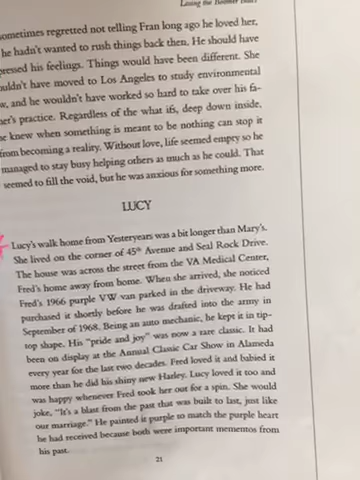 Losing the Boomer Blues
sometimes regretted not telling Fran long ago he loved her,
he hadn't wanted to rush things back then. He should have
pressed his feelings. Things would have been different. She
uldn't have moved to Los Angeles to study environmental
w, and he wouldn't have worked so hard to take over his fa-
her's practice. Regardless of the what ifs, deep down inside,
he knew when something is meant to be nothing can stop it
from becoming a reality. Without love, life seemed empty so he
managed to stay busy helping others as much as he could. That
seemed to fill the void, but he was anxious for something more.
LUCY
Lucy's walk home from Yesteryears was a bit longer than Mary's.
She lived on the corner of 45th Avenue and Seal Rock Drive.
The house was across the street from the VA Medical Center,
Fred's home away from home. When she arrived, she noticed
Fred's 1966 purple VW van parked in the driveway. He had
purchased it shortly before he was drafted into the army in
September of 1968. Being an auto mechanic, he kept it in tip-
top shape. His "pride and joy" was now a rare classic. It had
been on display at the Annual Classic Car Show in Alameda
every year for the last two decades. Fred loved it and babied it
more than he did his shiny new Harley. Lucy loved it too and
was happy whenever Fred took her out for a spin. She would
joke, "It's a blast from the past that was built to last, just like
our marriage." He painted it purple to match the purple heart
he had received because both were important mementos from
his past.
21